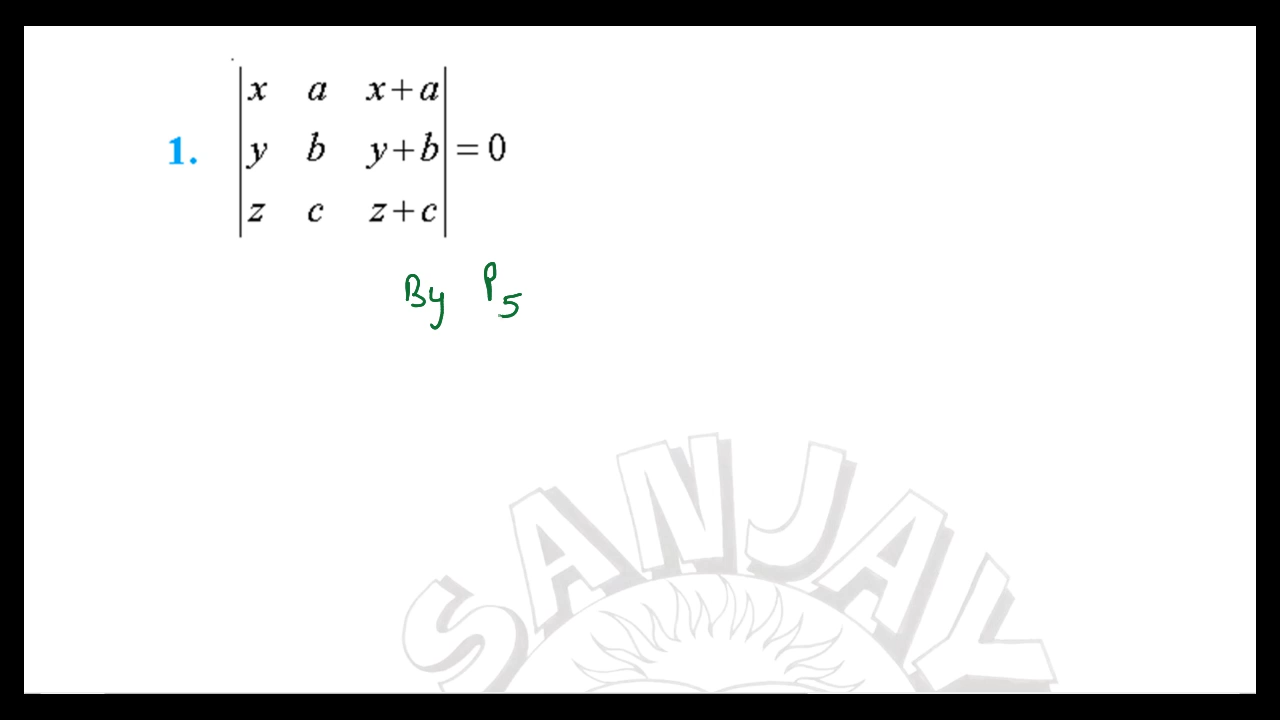 1. |x a x+a|
|y b y+b| = 0
|z c z+c|
By P₅
SANJAY